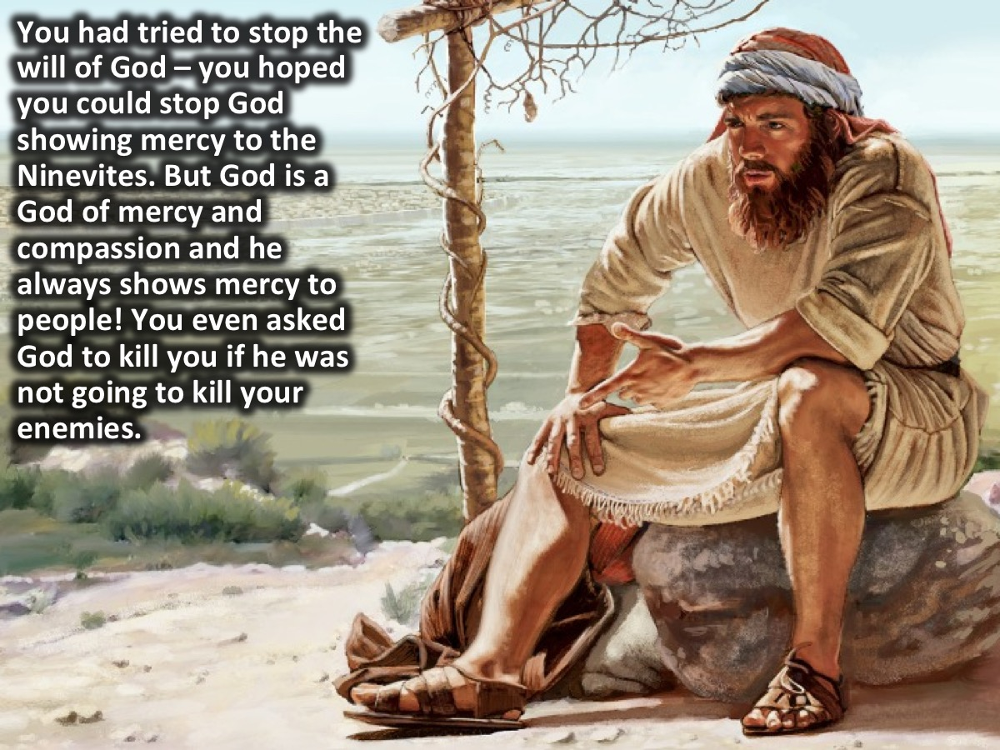 You had tried to stop the
will of God – you hoped
you could stop God
showing mercy to the
Ninevites. But God is a
God of mercy and
compassion and he
always shows mercy to
people! You even asked
God to kill you if he was
not going to kill your
enemies.